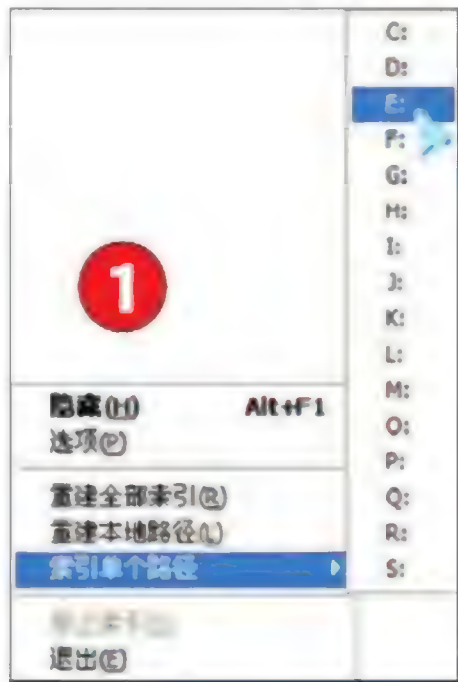 1
隐藏(H) Alt+F1
选项(P)
重建全部索引(R)
重建本地路径(L)
索引单个路径
退出(E)
C:
D:
E:
F:
G:
H:
I:
J:
K:
L:
M:
O:
P:
Q:
R:
S: